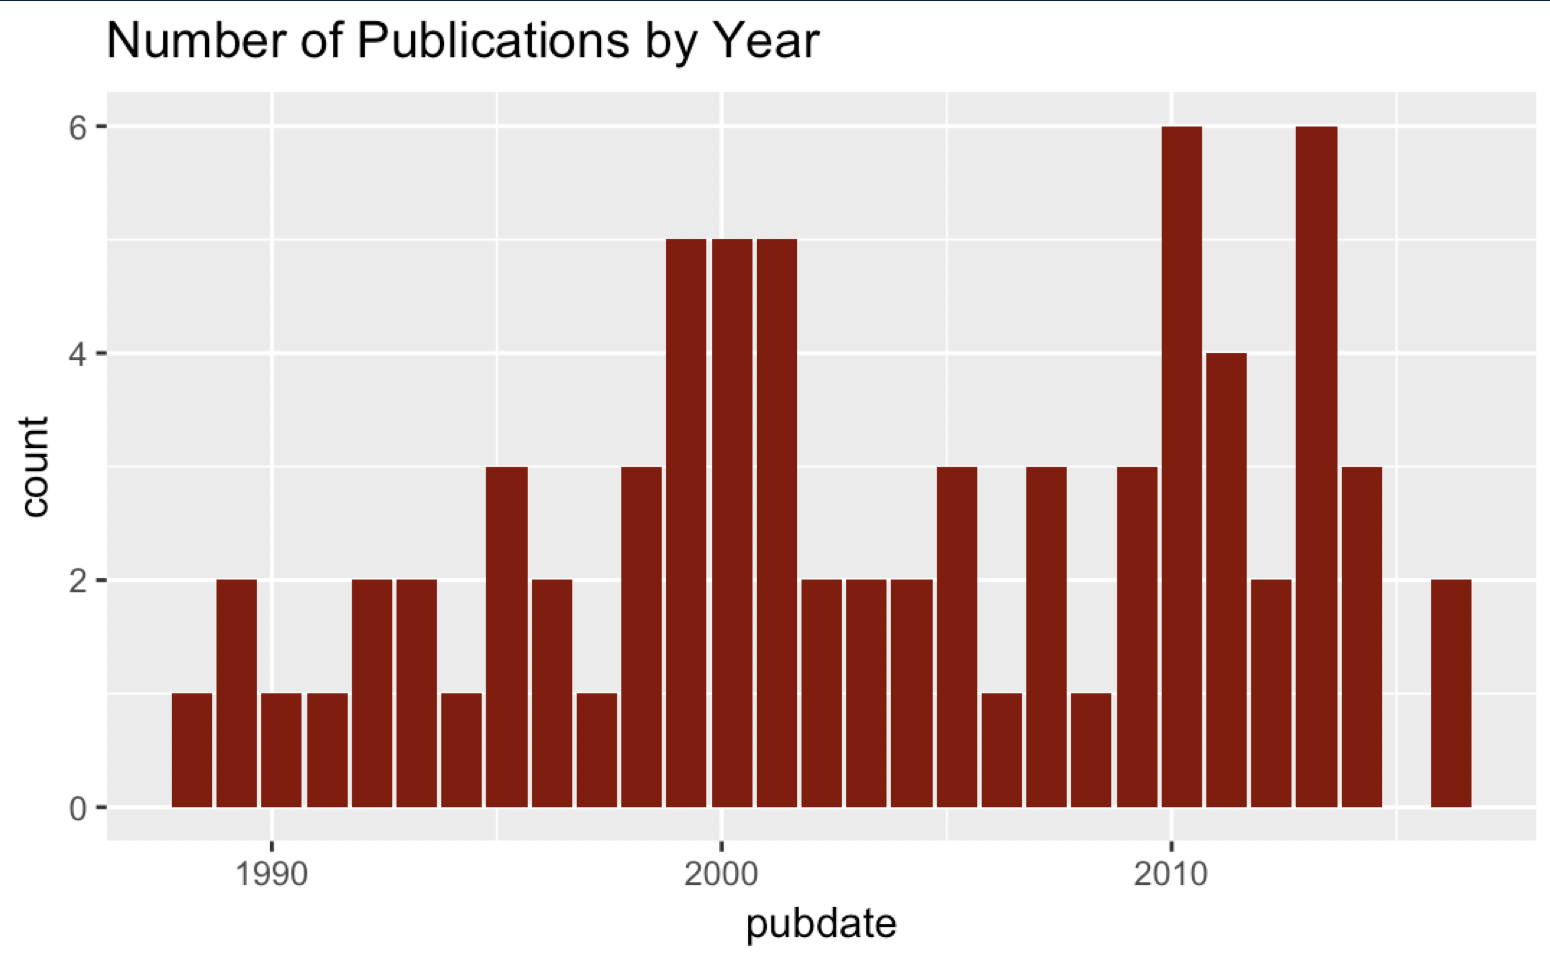 Number of Publications by Year
6
4
2
0
count
1990 2000 2010
pubdate